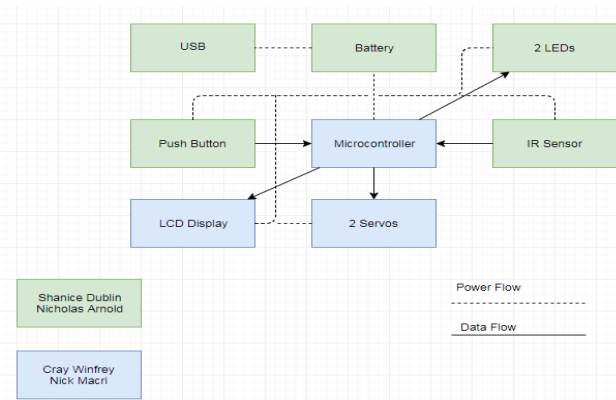 USB
Battery
2 LEDs
Push Button
Microcontroller
IR Sensor
LCD Display
2 Servos
Shanice Dublin
Nicholas Arnold
Power Flow
Data Flow
Cray Winfrey
Nick Macri